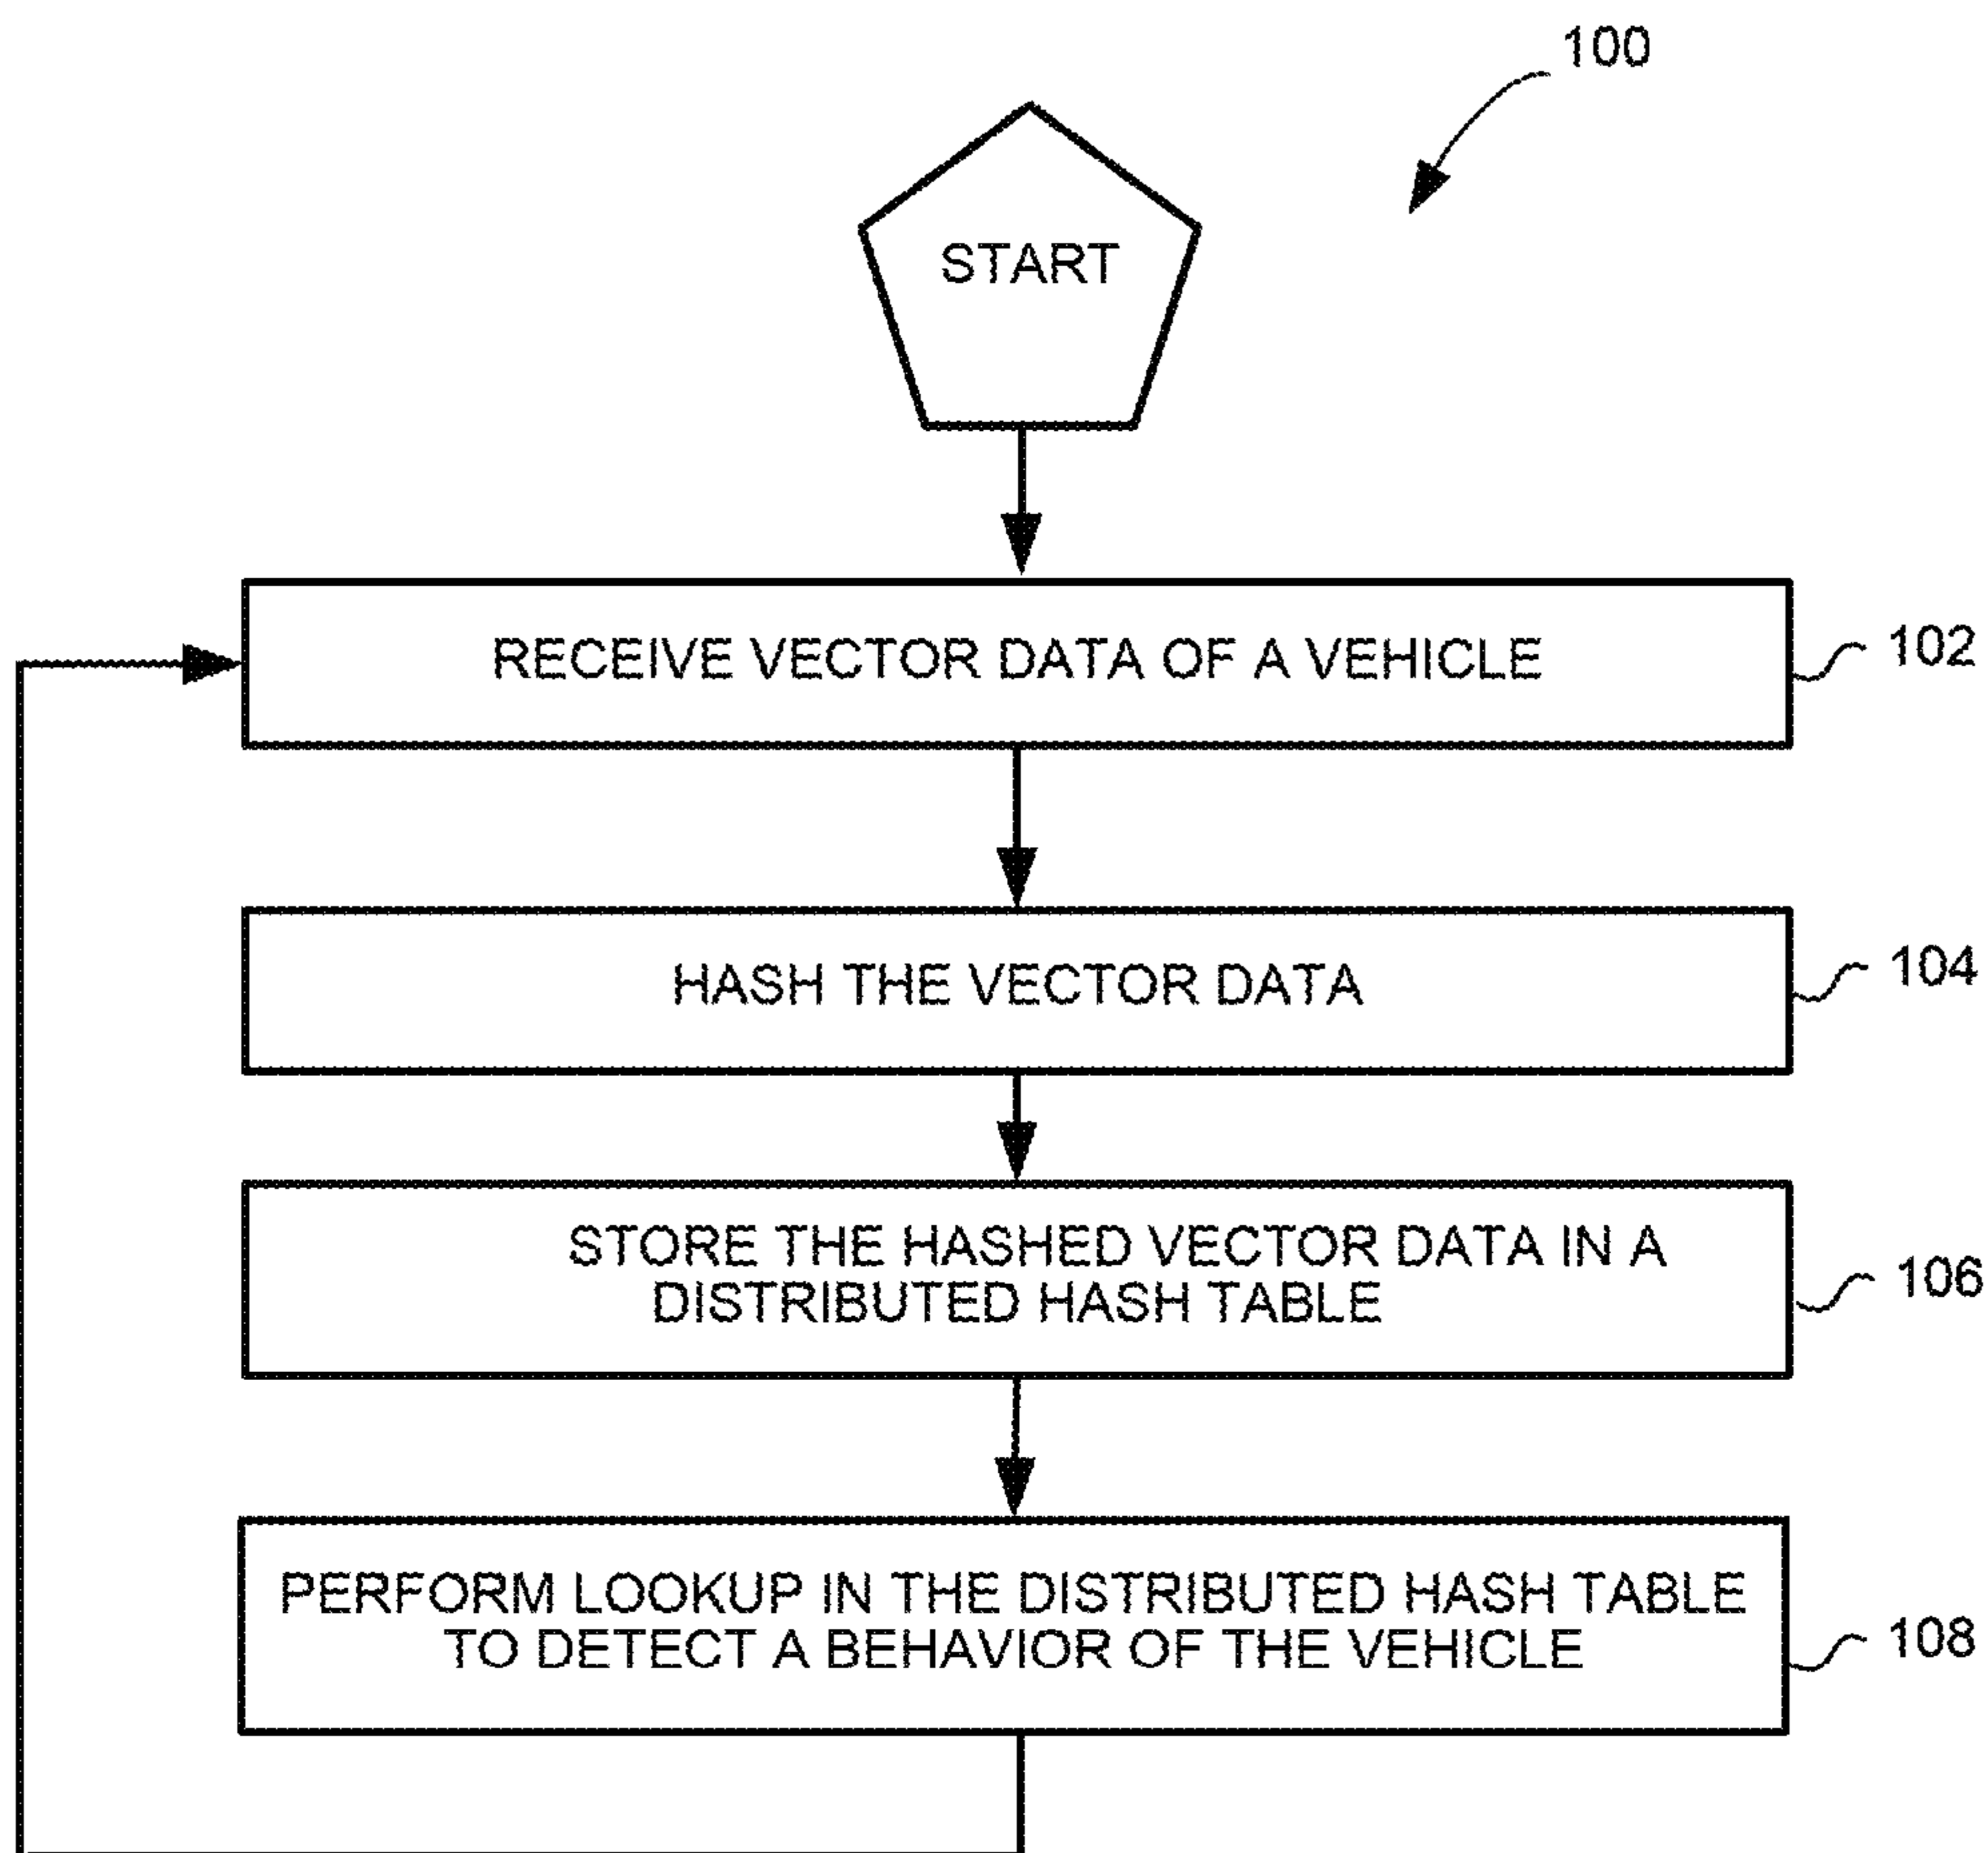 100
START
RECEIVE VECTOR DATA OF A VEHICLE
102
HASH THE VECTOR DATA
104
STORE THE HASHED VECTOR DATA IN A
DISTRIBUTED HASH TABLE
106
PERFORM LOOKUP IN THE DISTRIBUTED HASH TABLE
TO DETECT A BEHAVIOR OF THE VEHICLE
108